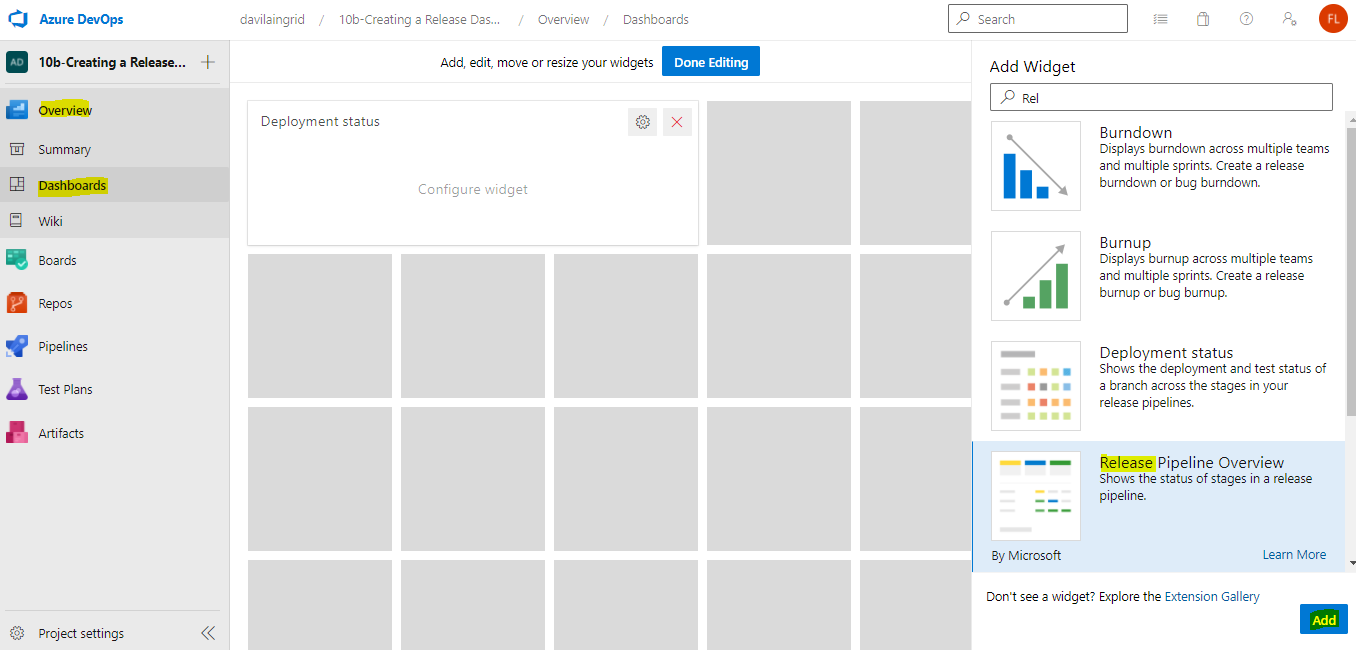 Azure DevOps
davilaingrid / 10b-Creating a Release Das... / Overview / Dashboards
Search
FL
AD 10b-Creating a Release...
Overview
Summary
Dashboards
Wiki
Boards
Repos
Pipelines
Test Plans
Artifacts
Project settings
Add, edit, move or resize your widgets Done Editing
Deployment status
Configure widget
Add Widget
Rel
Burndown
Displays burndown across multiple teams
and multiple sprints. Create a release
burndown or bug burndown.
Burnup
Displays burnup across multiple teams
and multiple sprints. Create a release
burnup or bug burnup.
Deployment status
Shows the deployment and test status of
a branch across the stages in your
release pipelines.
Release Pipeline Overview
Shows the status of stages in a release
pipeline.
By Microsoft Learn More
Don't see a widget? Explore the Extension Gallery
Add